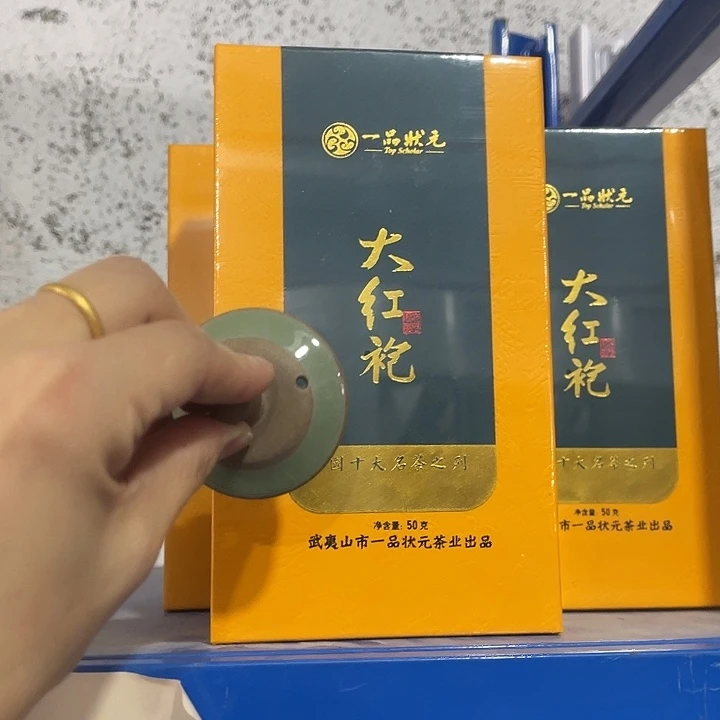 一品狀元
Top Scholar
大红袍
国十大名茶之列
净含量: 50克
武夷山市一品状元茶业出品
一品狀元
Top Scholar
大红袍
十大名茶之列
净含量: 50克
市一品状元茶业出品